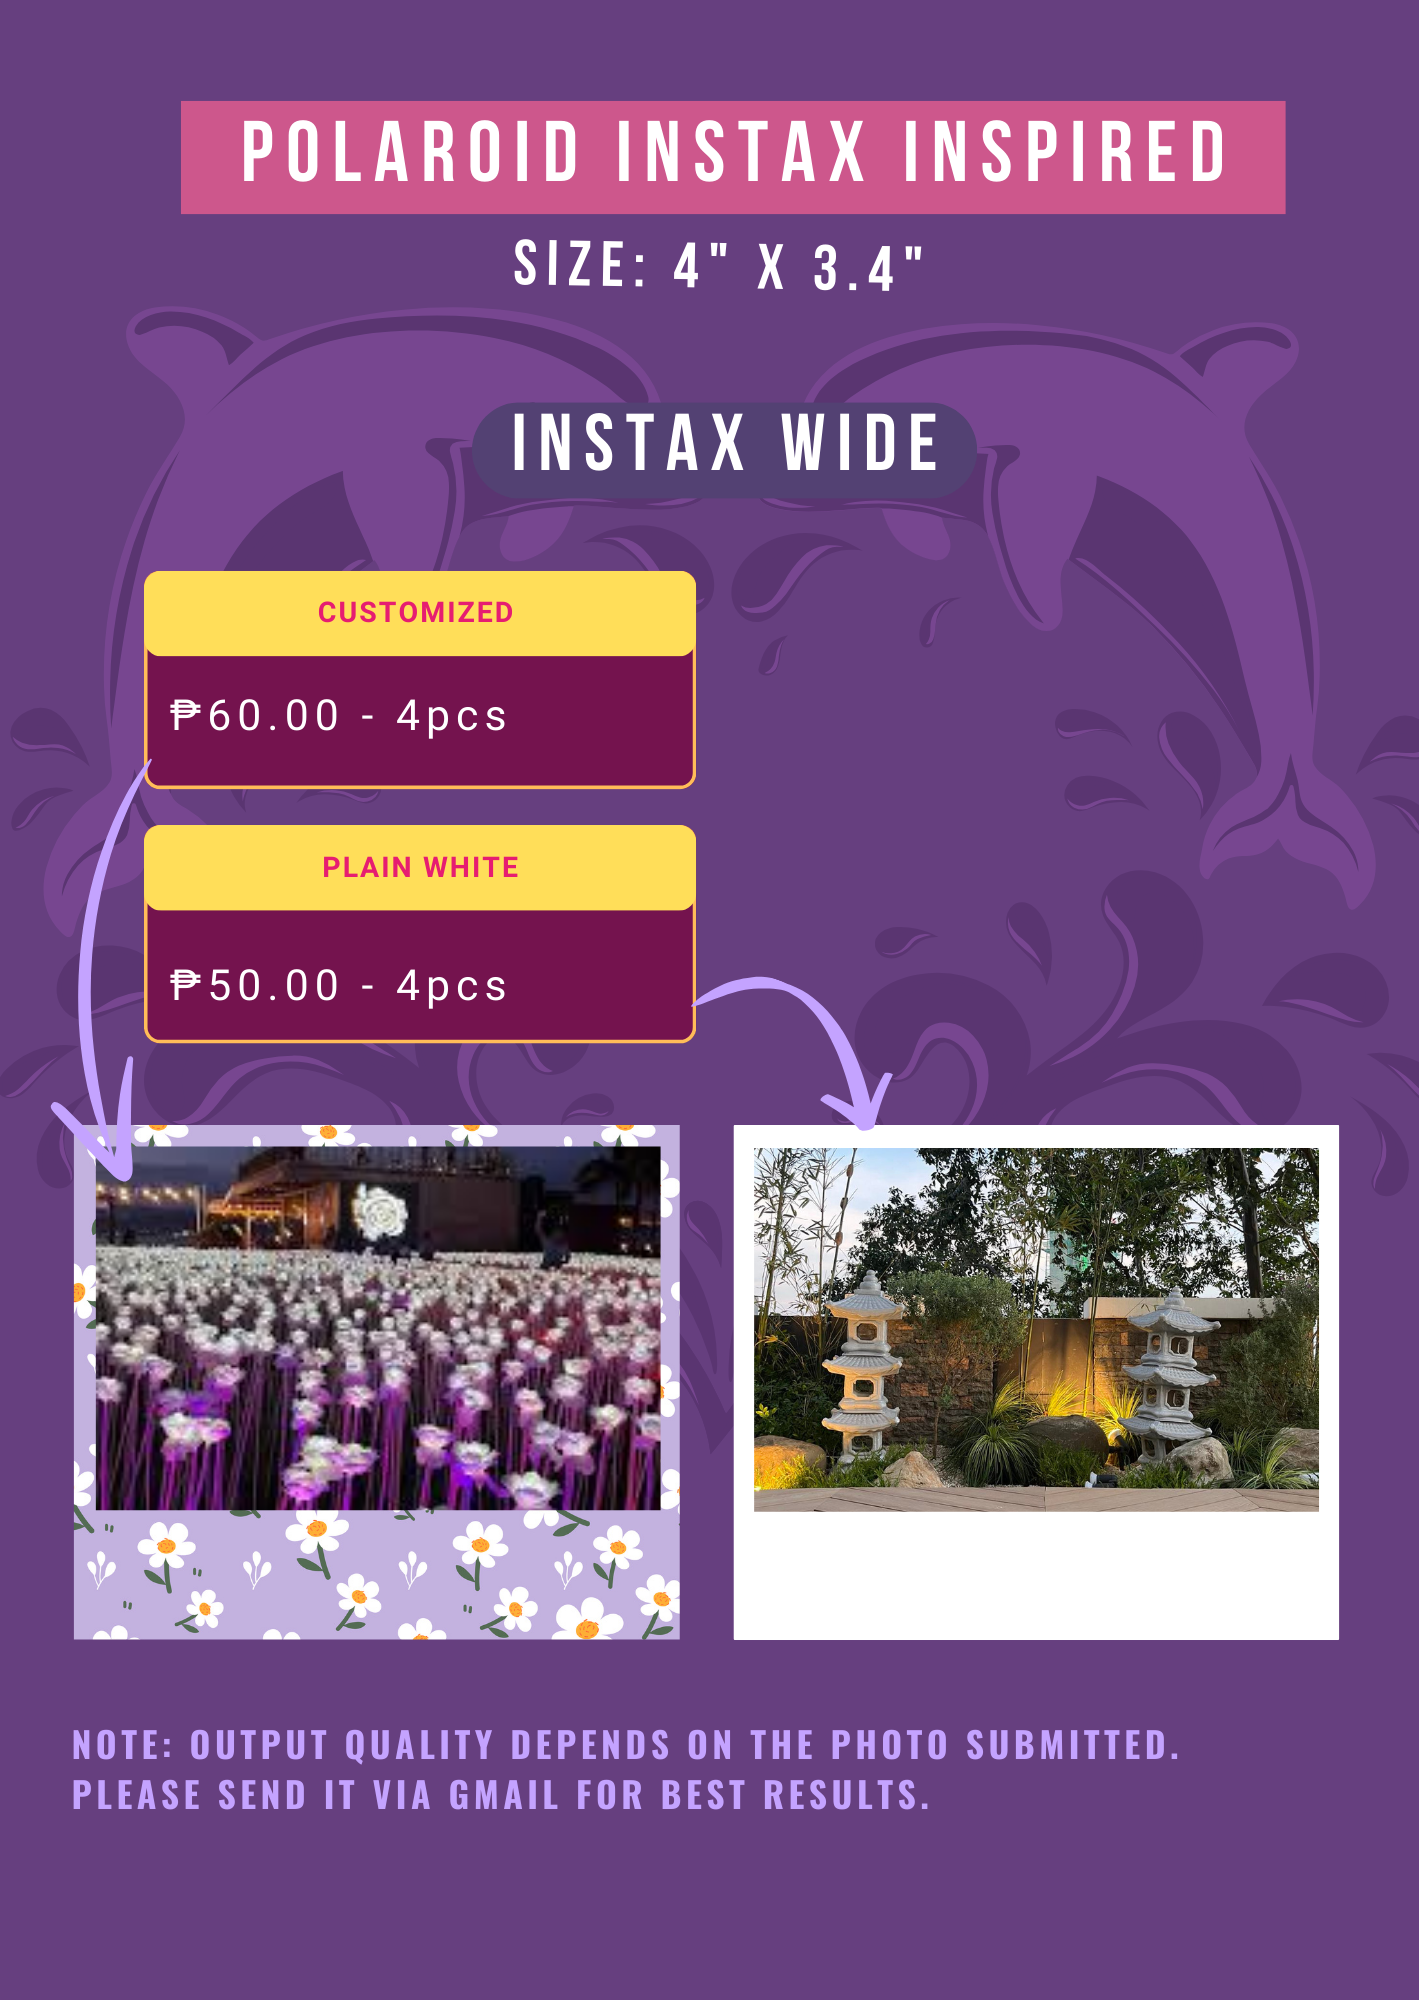 POLAROID INSTAX INSPIRED
SIZE: 4" X 3.4"
INSTAX WIDE
CUSTOMIZED
₱60.00 - 4pcs
PLAIN WHITE
₱50.00 - 4pcs
NOTE: OUTPUT QUALITY DEPENDS ON THE PHOTO SUBMITTED.
PLEASE SEND IT VIA GMAIL FOR BEST RESULTS.